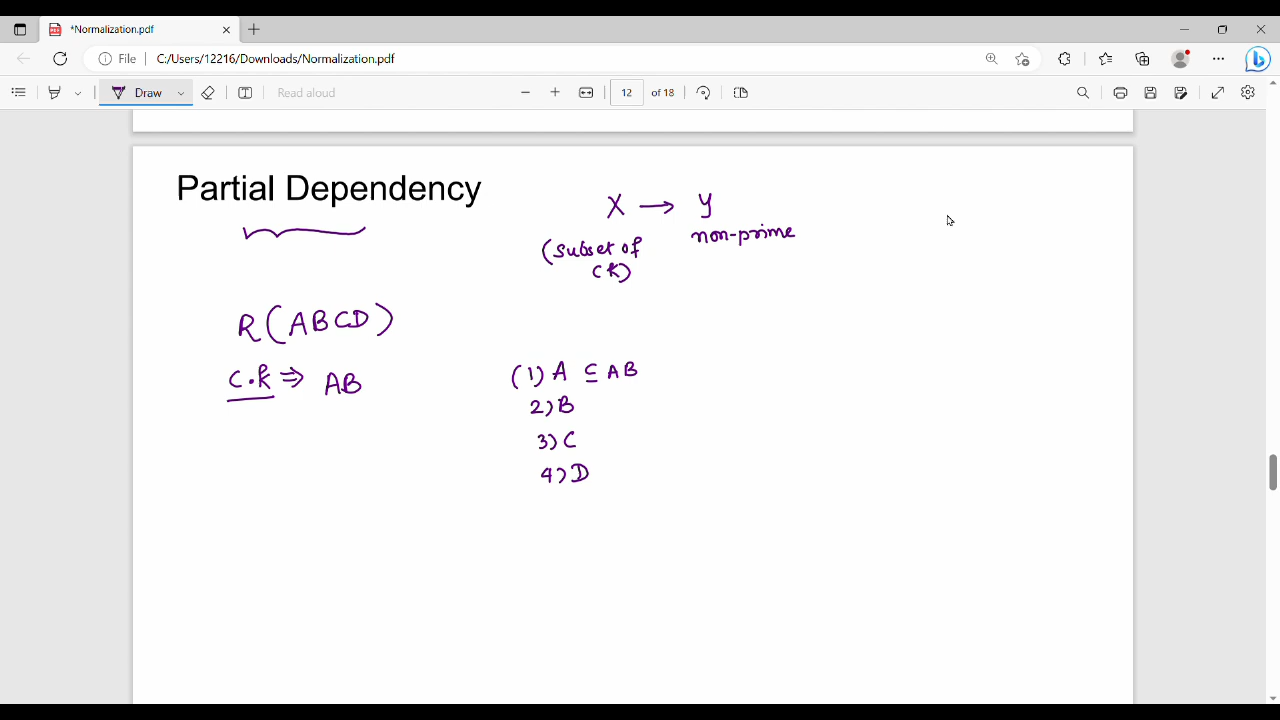 *Normalization.pdf
File
C:/Users/12216/Downloads/Normalization.pdf
Draw
Read aloud
12 of 18
Partial Dependency
X → Y
(Subset of CK)
non-prime
R(ABCD)
C.K ⇒ AB
(1) A ⊆ AB
2) B
3) C
4) D